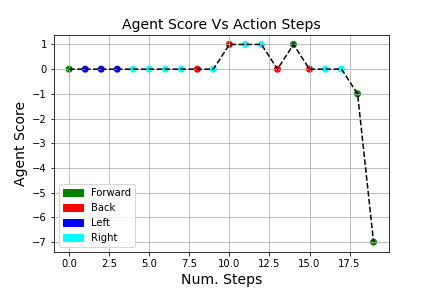 Agent Score Vs Action Steps
1
0
−1
−2
−3
−4
−5
−6
−7
Agent Score
Forward
Back
Left
Right
0.0 2.5 5.0 7.5 10.0 12.5 15.0 17.5
Num. Steps